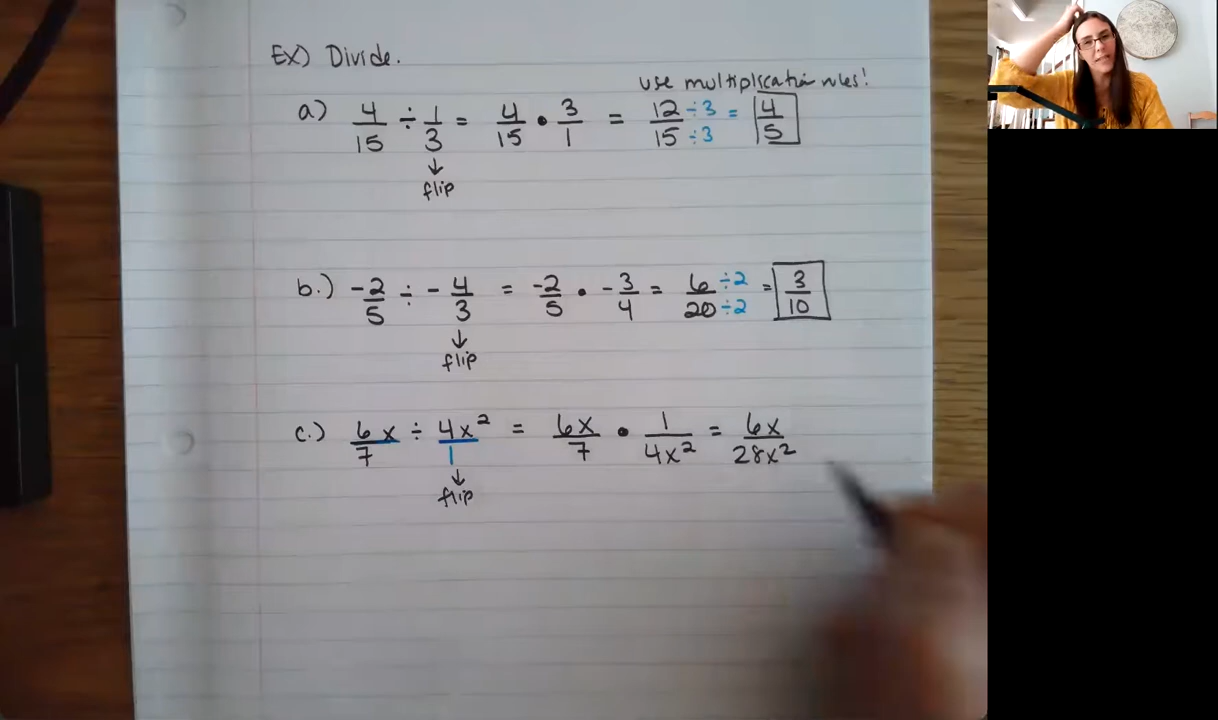 Ex) Divide.
use multiplication rules!
a) 4/15 ÷ 1/3 = 4/15 • 3/1 = 12/15 ÷3/÷3 = 4/5
↓
flip
b.) -2/5 ÷ -4/3 = -2/5 • -3/4 = 6/20 ÷2/÷2 = 3/10
↓
flip
c.) 6x/7 ÷ 4x²/1 = 6x/7 • 1/4x² = 6x/28x²
↓
flip